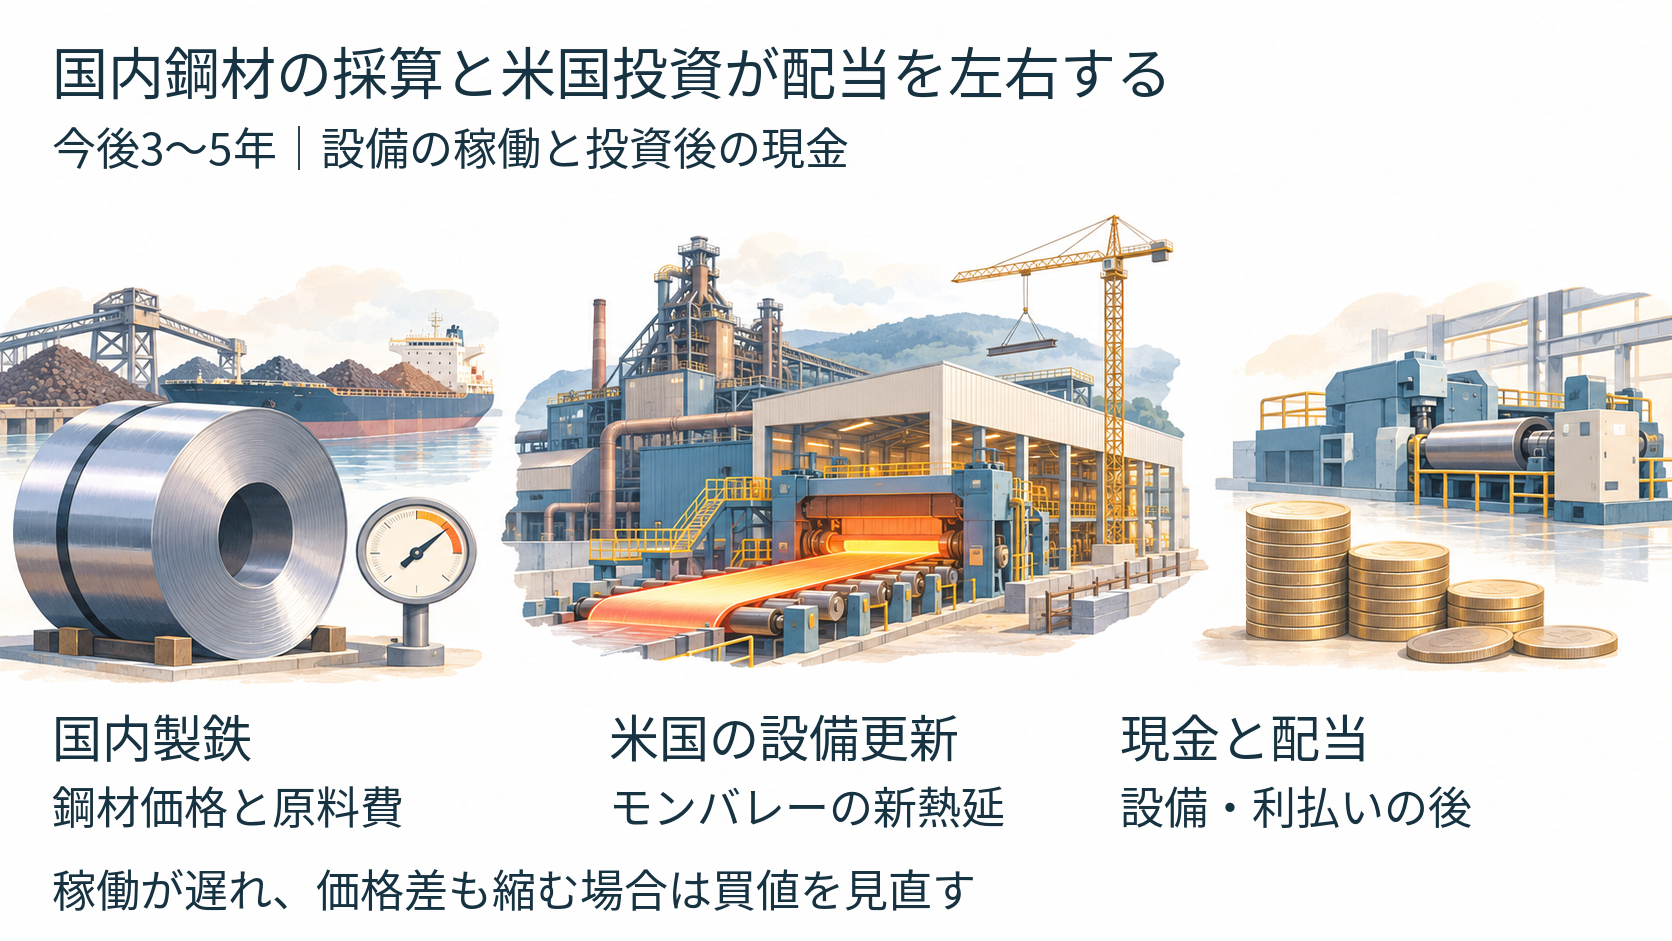 国内鋼材の採算と米国投資が配当を左右する
今後3〜5年｜設備の稼働と投資後の現金
国内製鉄
鋼材価格と原料費
米国の設備更新
モンバレーの新熱延
現金と配当
設備・利払いの後
稼働が遅れ、価格差も縮む場合は買値を見直す